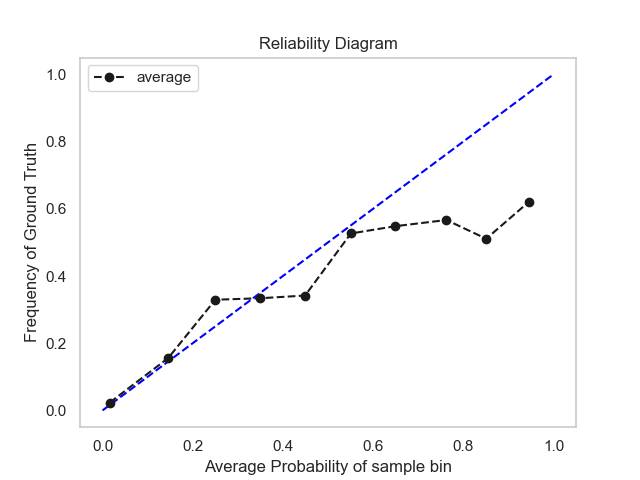 Reliability Diagram
average
Frequency of Ground Truth
1.0
0.8
0.6
0.4
0.2
0.0
0.0 0.2 0.4 0.6 0.8 1.0
Average Probability of sample bin